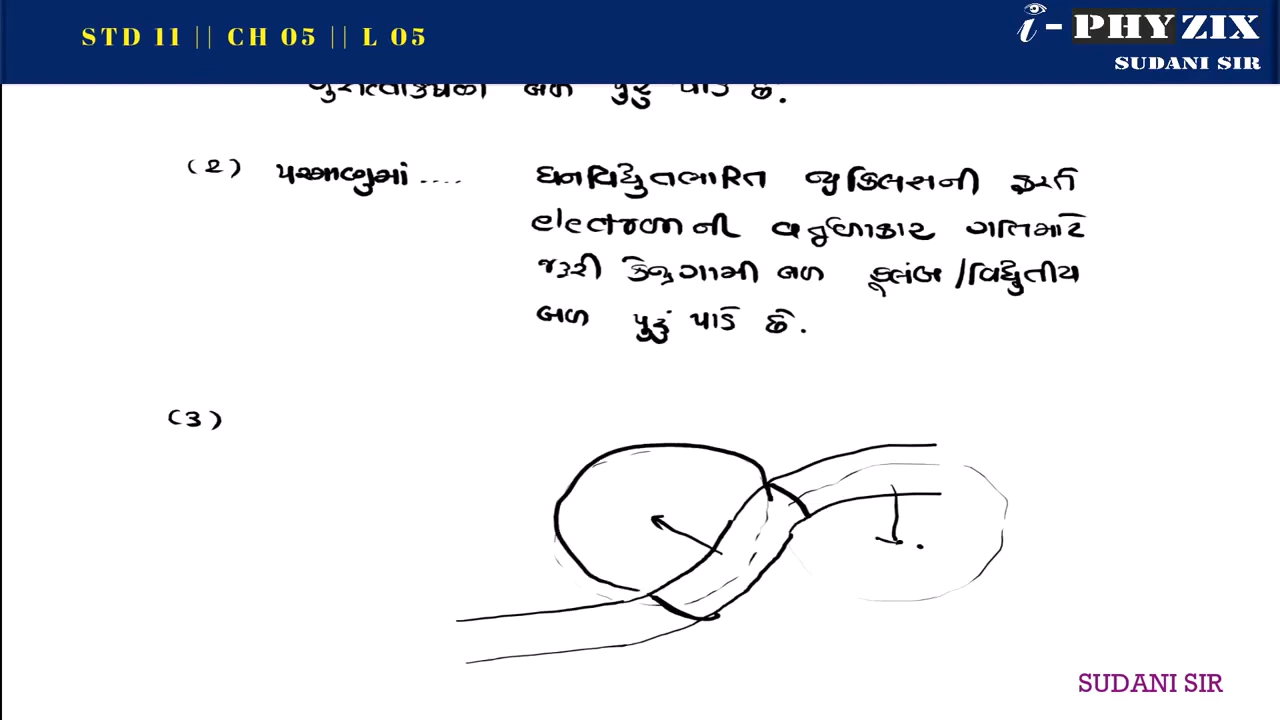 STD 11 || CH 05 || L 05
i-PHYZIX
SUDANI SIR
બળ પુરું પાડે છે.
(2) પરમાણુમાં .... ધનવિદ્યુતભારિત ન્યુક્લિયસની ફરતે
electronની વર્તુળાકાર ગતિમાટે
જરૂરી કેન્દ્રગામી બળ કુલંબ/વિદ્યુતીય
બળ પુરું પાડે છે.
(3)
SUDANI SIR